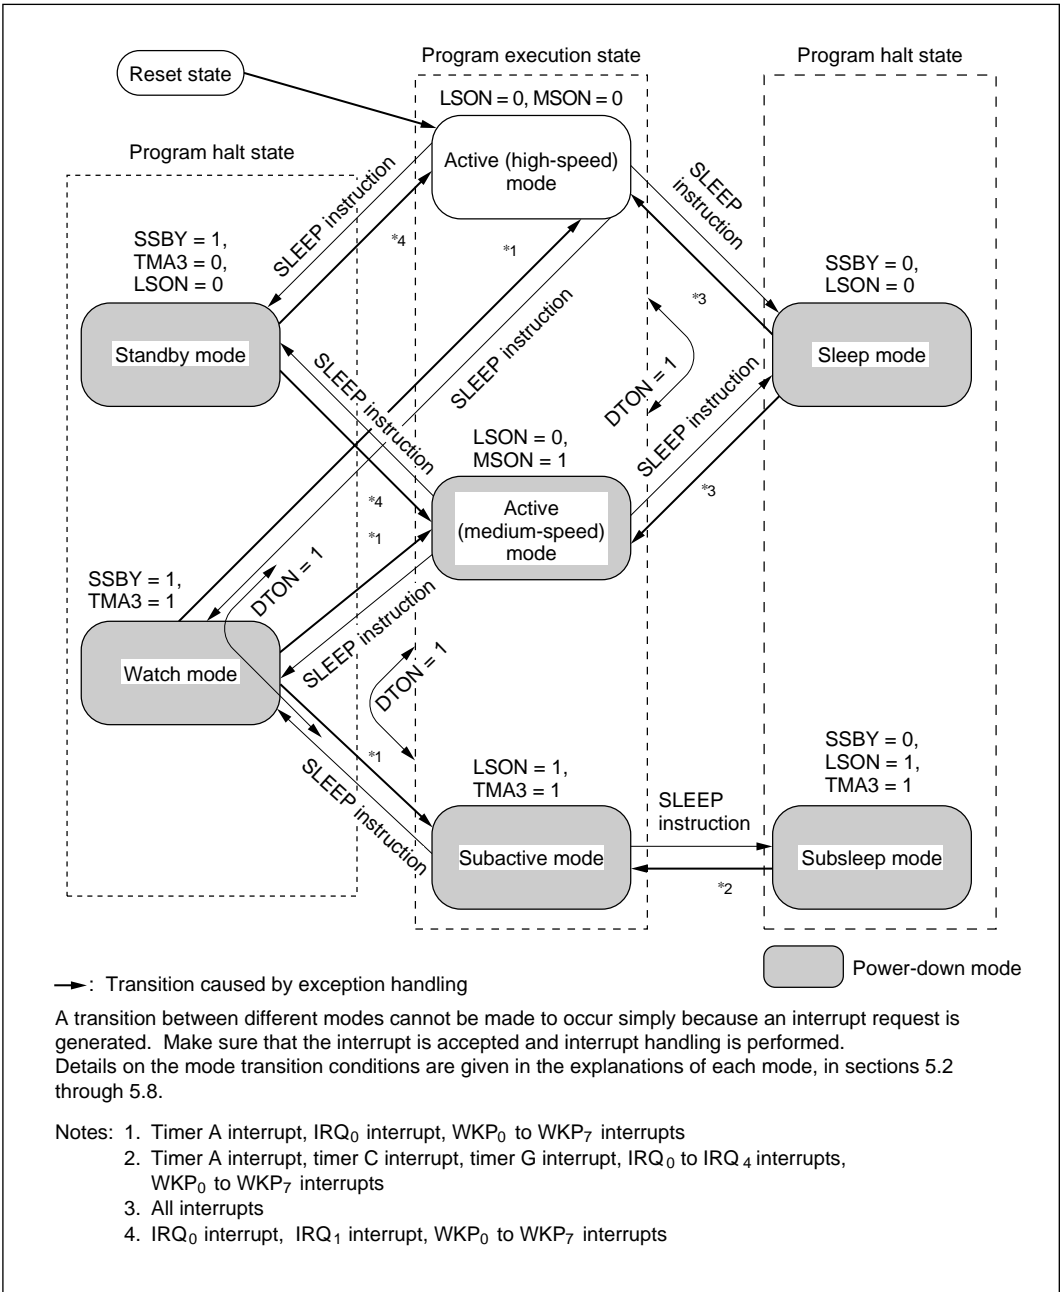 Program execution state
Program halt state
Reset state
LSON = 0, MSON = 0
Program halt state
Active (high-speed)
mode
SLEEP instruction
SLEEP
instruction
*4
*1
SSBY = 1,
TMA3 = 0,
LSON = 0
SSBY = 0,
LSON = 0
*3
Standby mode
SLEEP instruction
SLEEP instruction
DTON = 1
Sleep mode
SLEEP instruction
LSON = 0,
MSON = 1
*4
*3
Active
(medium-speed)
mode
*1
DTON = 1
SSBY = 1,
TMA3 = 1
SLEEP instruction
Watch mode
DTON = 1
*1
SLEEP instruction
LSON = 1,
TMA3 = 1
SSBY = 0,
LSON = 1,
TMA3 = 1
SLEEP
instruction
Subactive mode
Subsleep mode
*2
Power-down mode
: Transition caused by exception handling
A transition between different modes cannot be made to occur simply because an interrupt request is
generated. Make sure that the interrupt is accepted and interrupt handling is performed.
Details on the mode transition conditions are given in the explanations of each mode, in sections 5.2
through 5.8.
Notes: 1. Timer A interrupt, IRQ0 interrupt, WKP0 to WKP7 interrupts
2. Timer A interrupt, timer C interrupt, timer G interrupt, IRQ0 to IRQ4 interrupts,
WKP0 to WKP7 interrupts
3. All interrupts
4. IRQ0 interrupt, IRQ1 interrupt, WKP0 to WKP7 interrupts